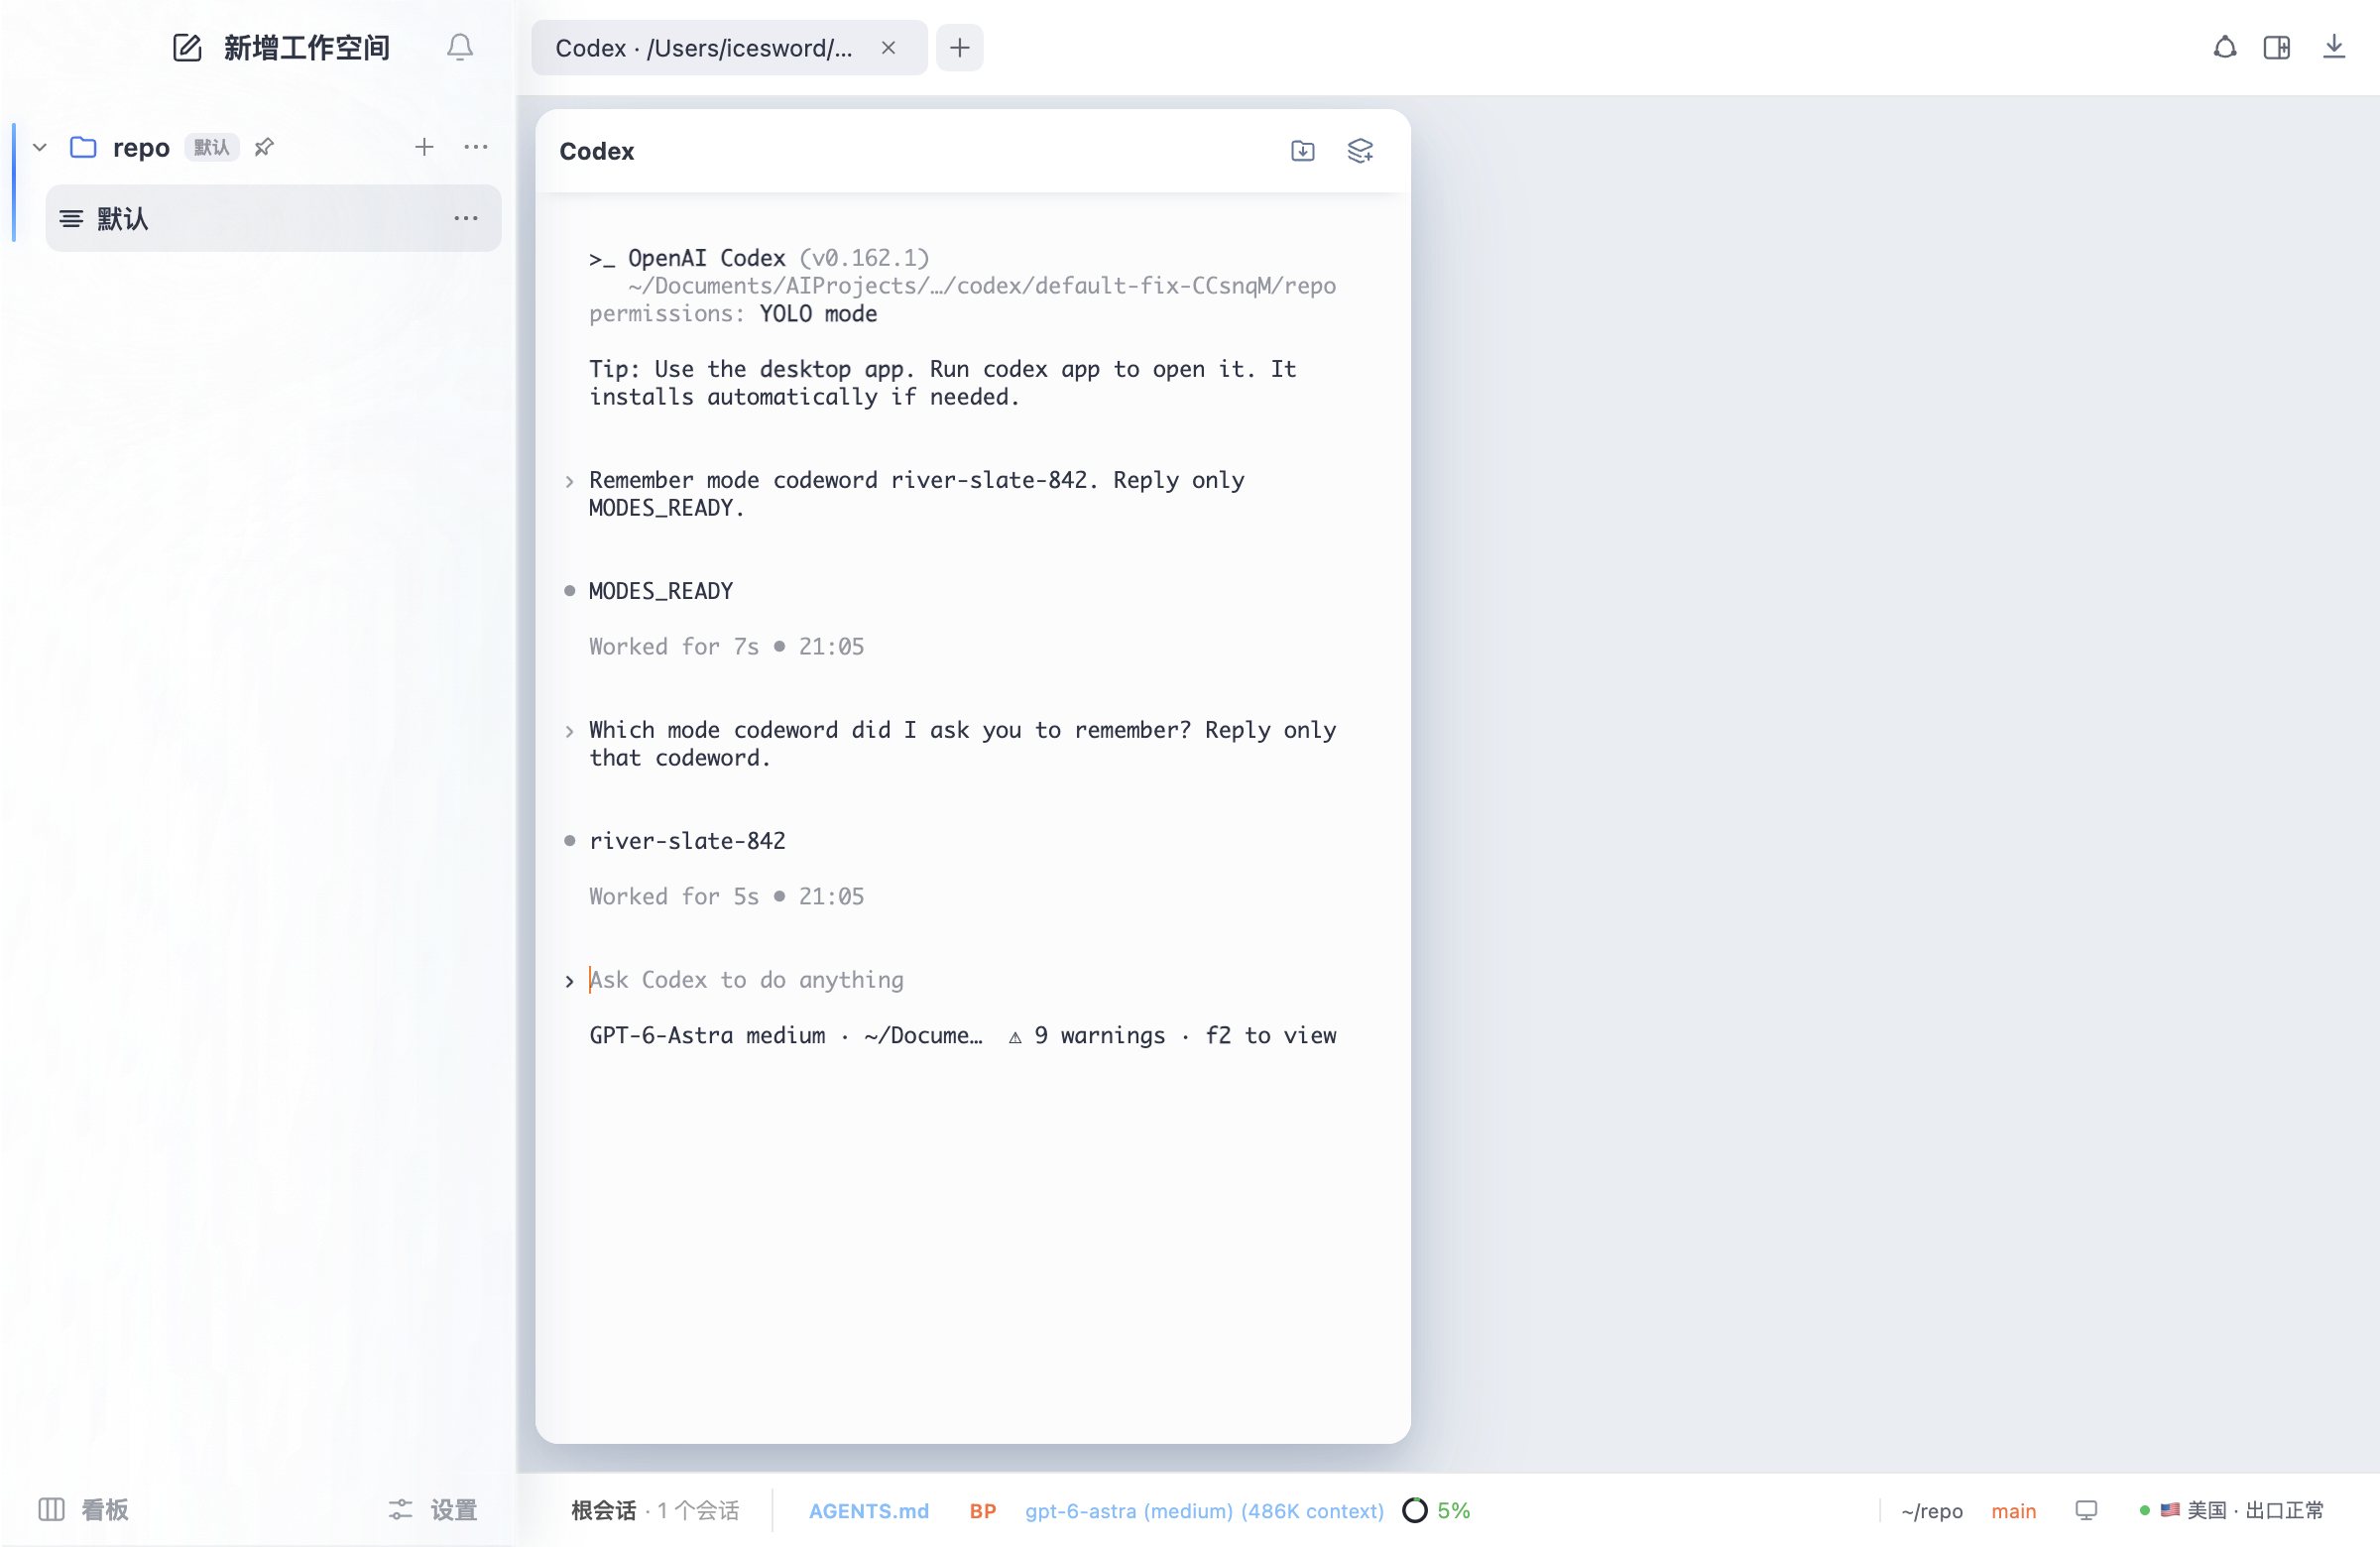 新增工作空间
Codex · /Users/icesword/...
repo 默认
默认
Codex
>_ OpenAI Codex (v0.162.1)
~/Documents/AIProjects/…/codex/default-fix-CCsnqM/repo
permissions: YOLO mode
Tip: Use the desktop app. Run codex app to open it. It
installs automatically if needed.
› Remember mode codeword river-slate-842. Reply only
MODES_READY.
• MODES_READY
Worked for 7s • 21:05
› Which mode codeword did I ask you to remember? Reply only
that codeword.
• river-slate-842
Worked for 5s • 21:05
› Ask Codex to do anything
GPT-6-Astra medium · ~/Docume… ⚠ 9 warnings · f2 to view
看板
设置
根会话 · 1 个会话
AGENTS.md
BP
gpt-6-astra (medium) (486K context)
5%
~/repo
main
🇺🇸 美国 · 出口正常